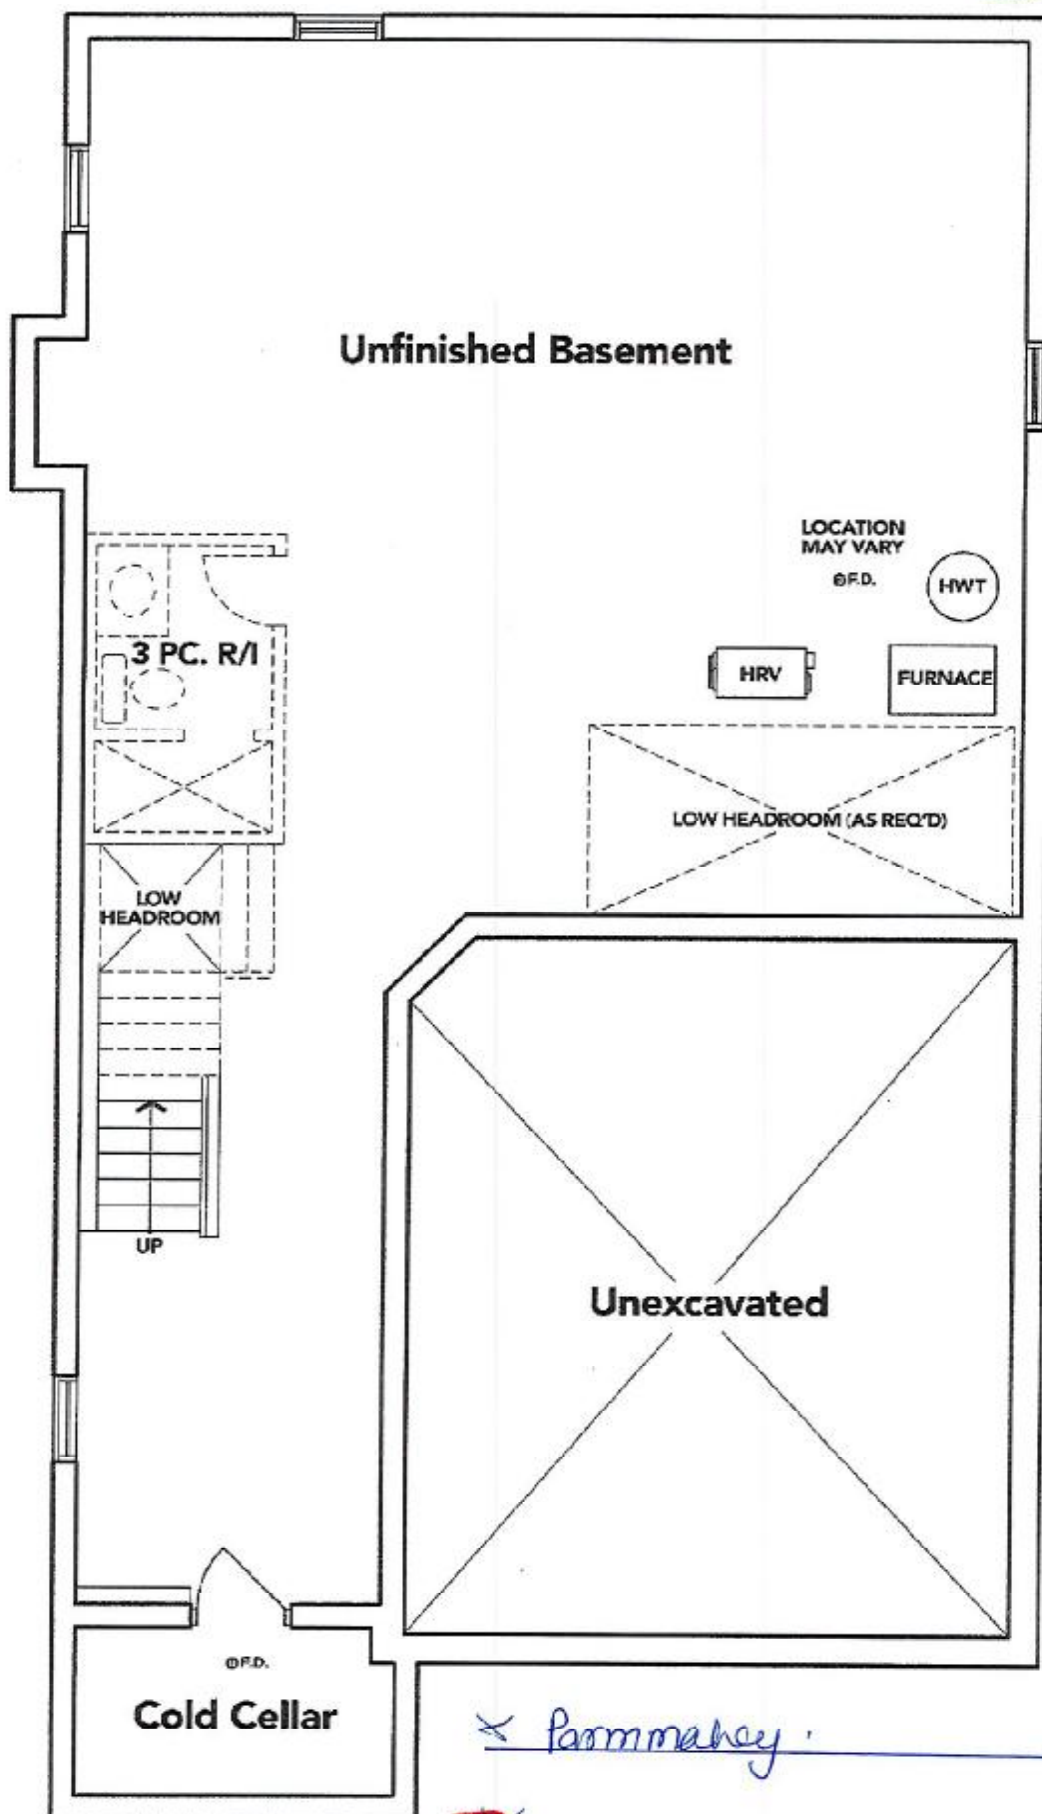 Unfinished Basement
LOCATION
MAY VARY
F.D.
HWT
3 PC. R/I
HRV
FURNACE
LOW HEADROOM (AS REQ'D)
LOW
HEADROOM
UP
Unexcavated
F.D.
Cold Cellar